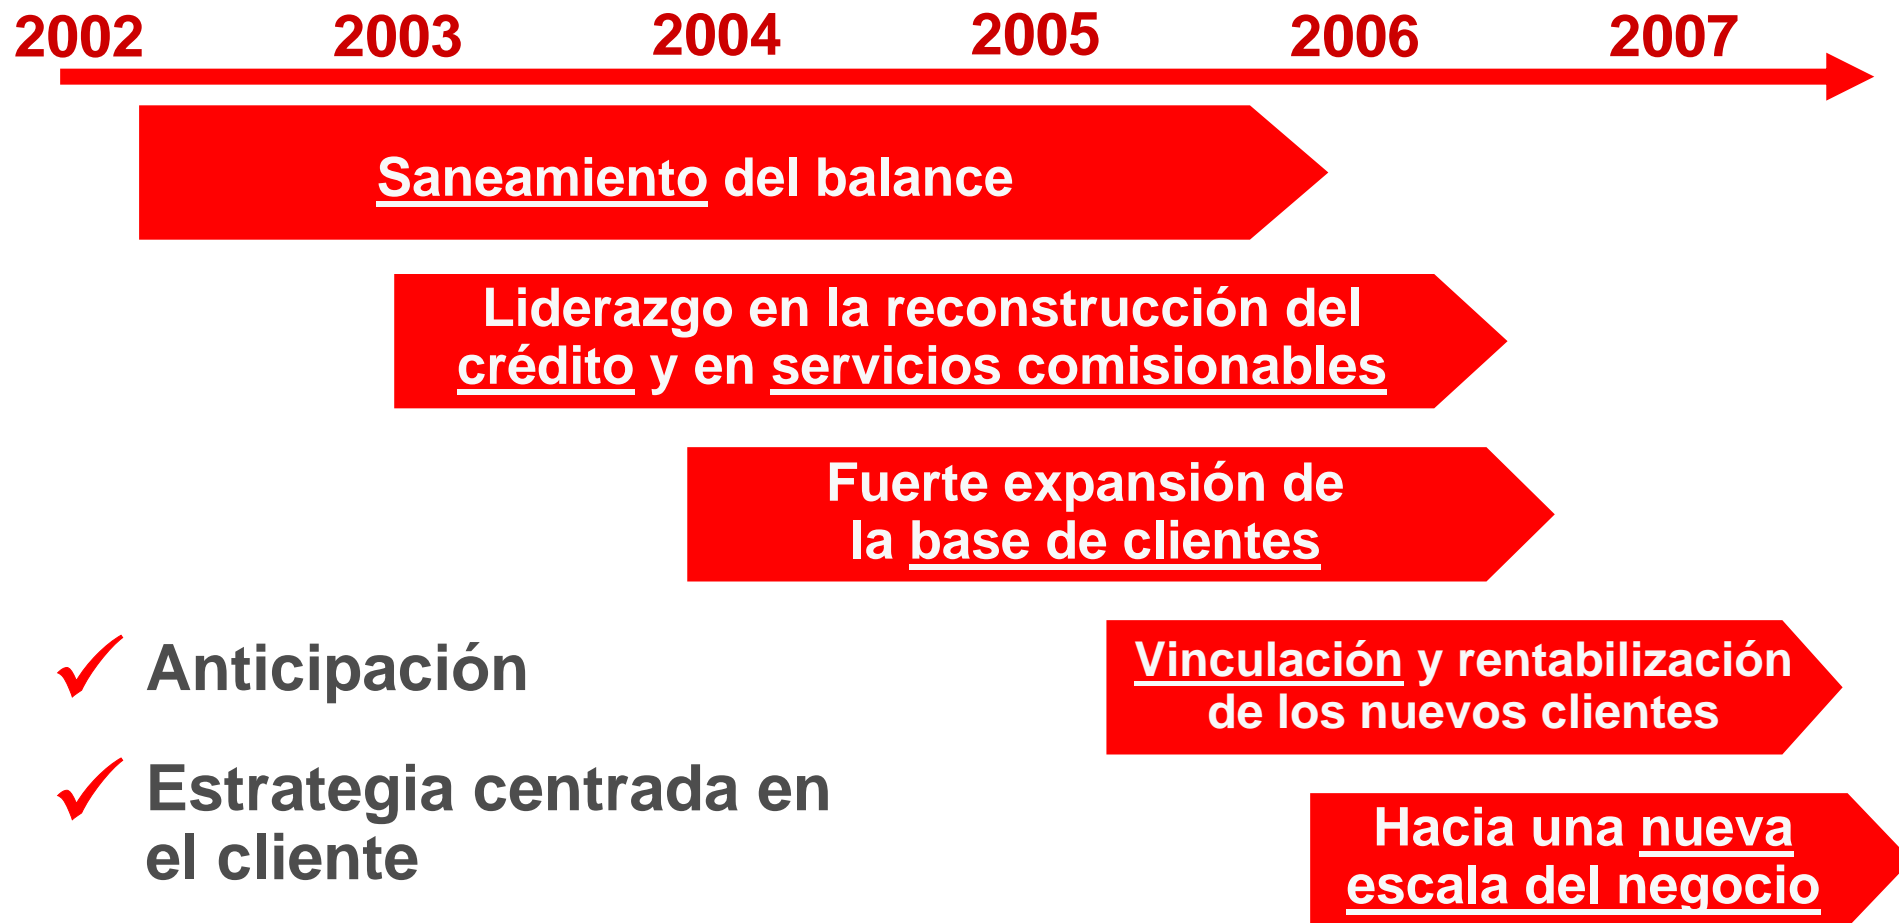 2002 2003 2004 2005 2006 2007
Saneamiento del balance
Liderazgo en la reconstrucción del
crédito y en servicios comisionables
Fuerte expansión de
la base de clientes
Vinculación y rentabilización
de los nuevos clientes
Hacia una nueva
escala del negocio
Anticipación
Estrategia centrada en
el cliente